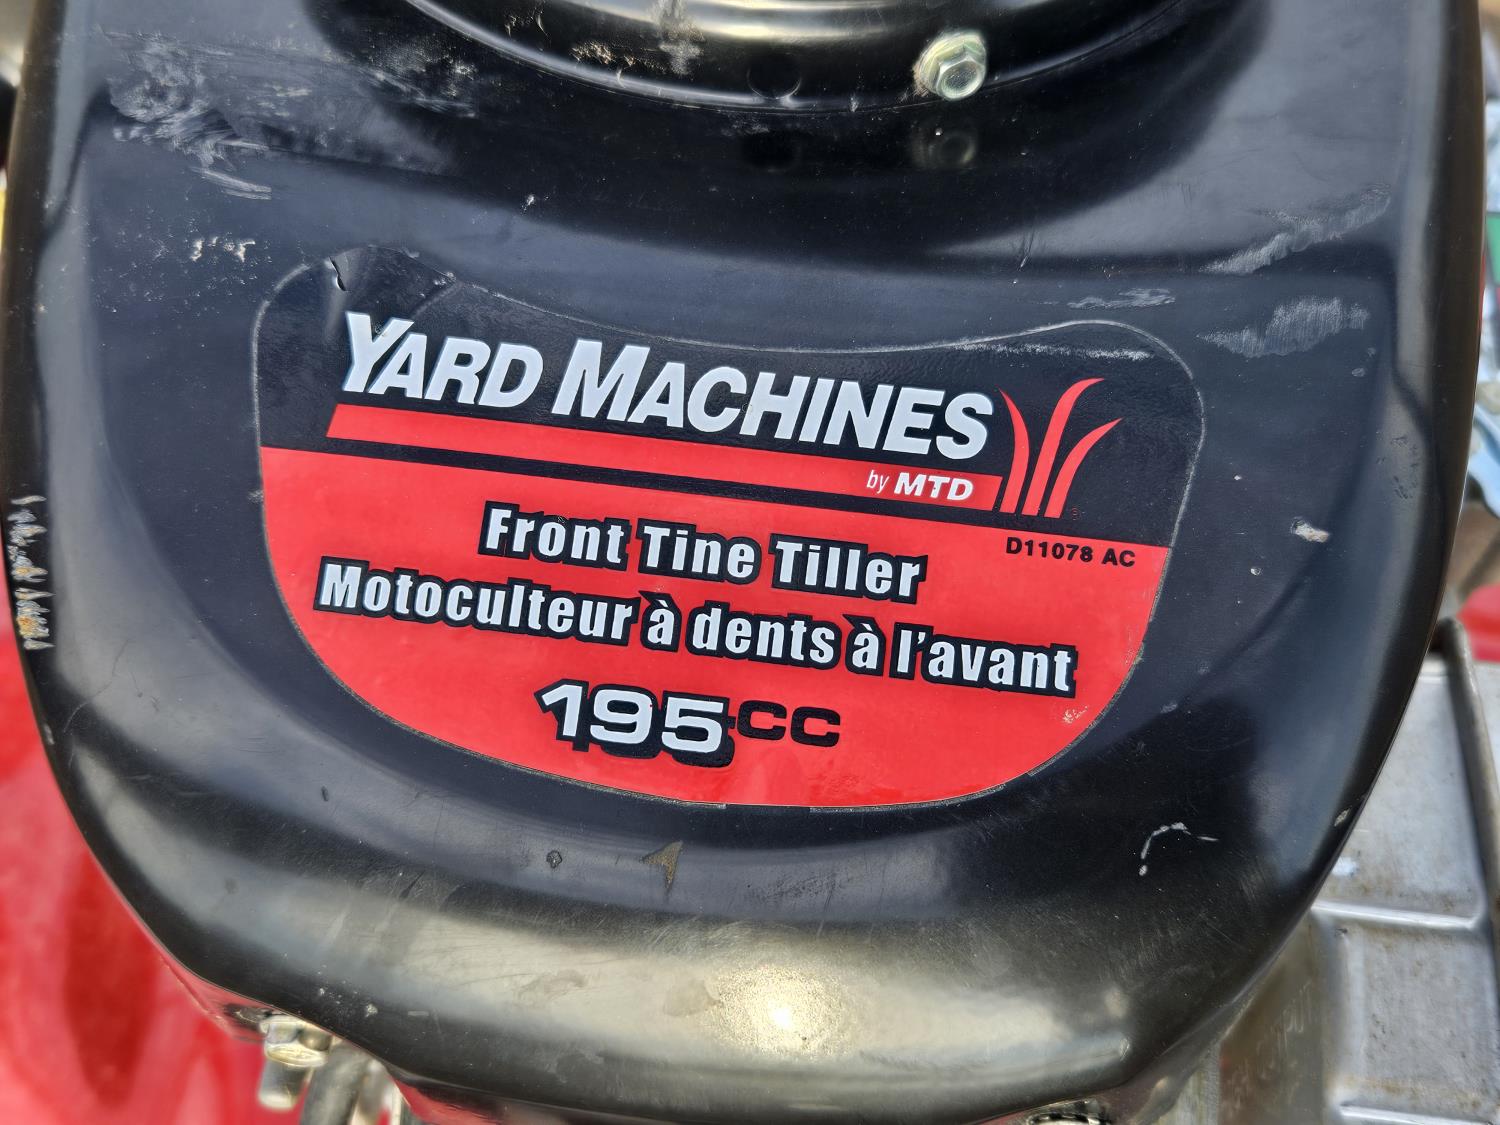 YARD MACHINES
by MTD
D11078 AC
Front Tine Tiller
Motoculteur à dents à l'avant
195CC